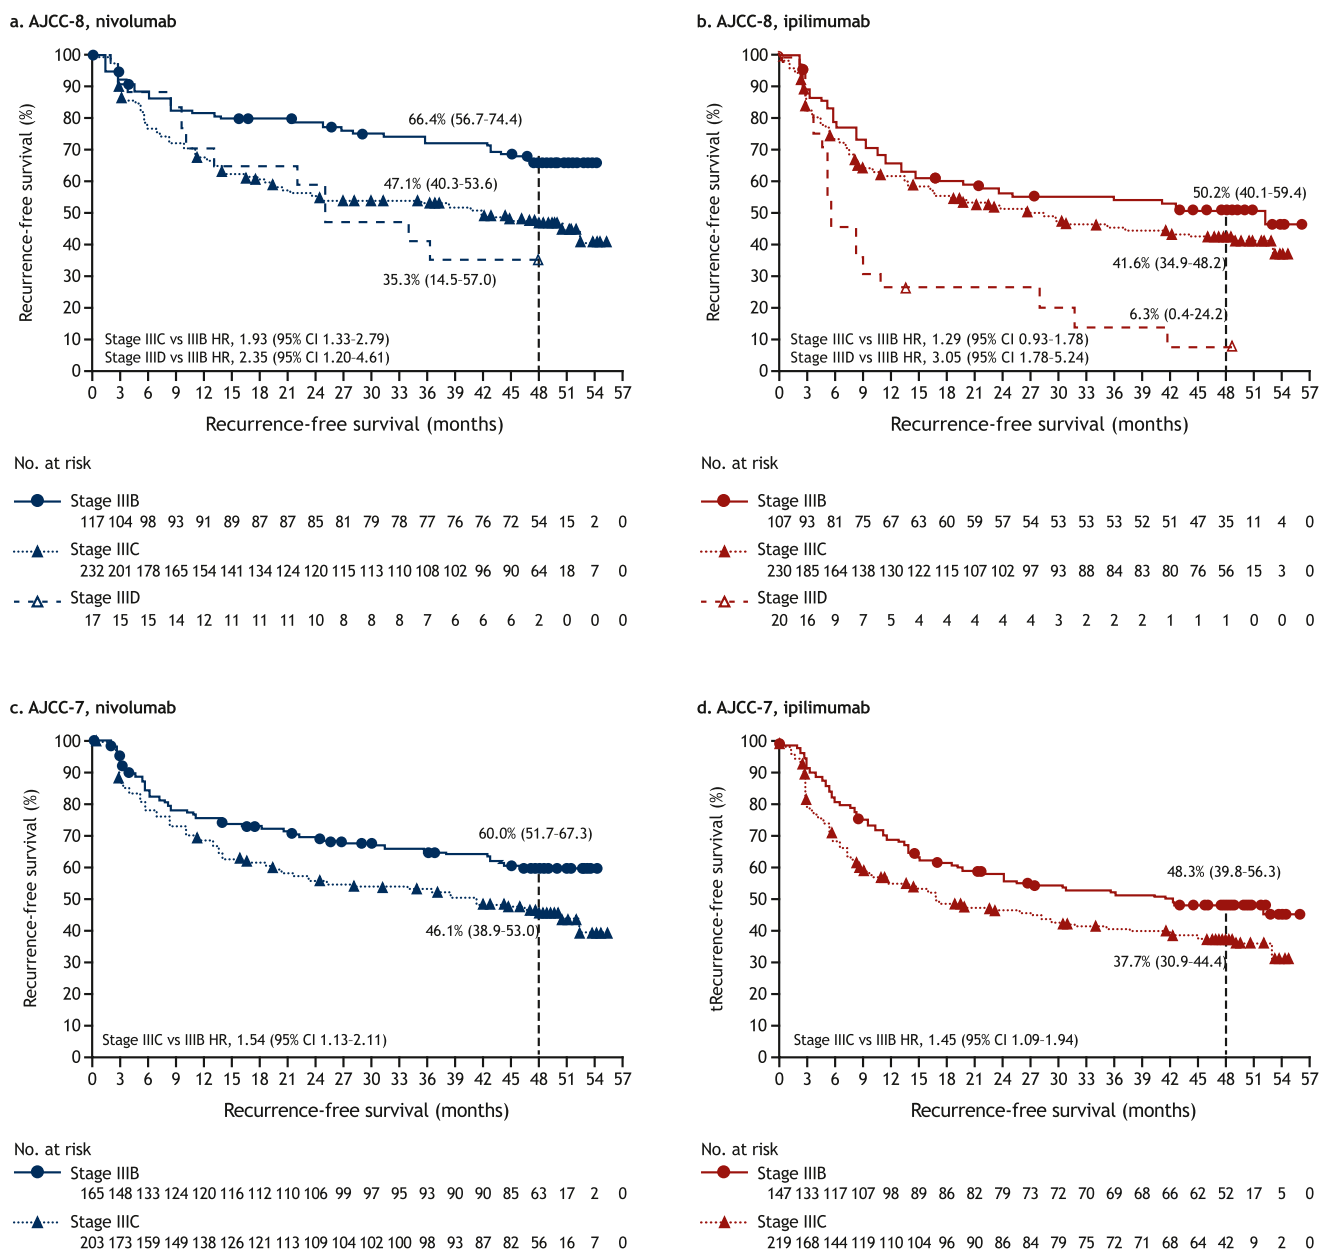 a. AJCC-8, nivolumab
100
90
80
70
60
50
40
30
20
10
0
Recurrence-free survival (%)
66.4% (56.7-74.4)
47.1% (40.3-53.6)
35.3% (14.5-57.0)
Stage IIIC vs IIIB HR, 1.93 (95% CI 1.33-2.79)
Stage IIID vs IIIB HR, 2.35 (95% CI 1.20-4.61)
0 3 6 9 12 15 18 21 24 27 30 33 36 39 42 45 48 51 54 57
Recurrence-free survival (months)
No. at risk
Stage IIIB
117 104 98 93 91 89 87 87 85 81 79 78 77 76 76 72 54 15 2 0
Stage IIIC
232 201 178 165 154 141 134 124 120 115 113 110 108 102 96 90 64 18 7 0
Stage IIID
17 15 15 14 12 11 11 11 10 8 8 8 7 6 6 6 2 0 0 0
b. AJCC-8, ipilimumab
100
90
80
70
60
50
40
30
20
10
0
Recurrence-free survival (%)
50.2% (40.1-59.4)
41.6% (34.9-48.2)
6.3% (0.4-24.2)
Stage IIIC vs IIIB HR, 1.29 (95% CI 0.93-1.78)
Stage IIID vs IIIB HR, 3.05 (95% CI 1.78-5.24)
0 3 6 9 12 15 18 21 24 27 30 33 36 39 42 45 48 51 54 57
Recurrence-free survival (months)
No. at risk
Stage IIIB
107 93 81 75 67 63 60 59 57 54 53 53 53 52 51 47 35 11 4 0
Stage IIIC
230 185 164 138 130 122 115 107 102 97 93 88 84 83 80 76 56 15 3 0
Stage IIID
20 16 9 7 5 4 4 4 4 4 3 2 2 2 1 1 1 0 0 0
c. AJCC-7, nivolumab
100
90
80
70
60
50
40
30
20
10
0
Recurrence-free survival (%)
60.0% (51.7-67.3)
46.1% (38.9-53.0)
Stage IIIC vs IIIB HR, 1.54 (95% CI 1.13-2.11)
0 3 6 9 12 15 18 21 24 27 30 33 36 39 42 45 48 51 54 57
Recurrence-free survival (months)
No. at risk
Stage IIIB
165 148 133 124 120 116 112 110 106 99 97 95 93 90 90 85 63 17 2 0
Stage IIIC
203 173 159 149 138 126 121 113 109 104 102 100 98 93 87 82 56 16 7 0
d. AJCC-7, ipilimumab
100
90
80
70
60
50
40
30
20
10
0
tRecurrence-free survival (%)
48.3% (39.8-56.3)
37.7% (30.9-44.4)
Stage IIIC vs IIIB HR, 1.45 (95% CI 1.09-1.94)
0 3 6 9 12 15 18 21 24 27 30 33 36 39 42 45 48 51 54 57
Recurrence-free survival (months)
No. at risk
Stage IIIB
147 133 117 107 98 89 86 82 79 73 72 70 69 68 66 62 52 17 5 0
Stage IIIC
219 168 144 119 110 104 96 90 86 84 79 75 72 71 68 64 42 9 2 0